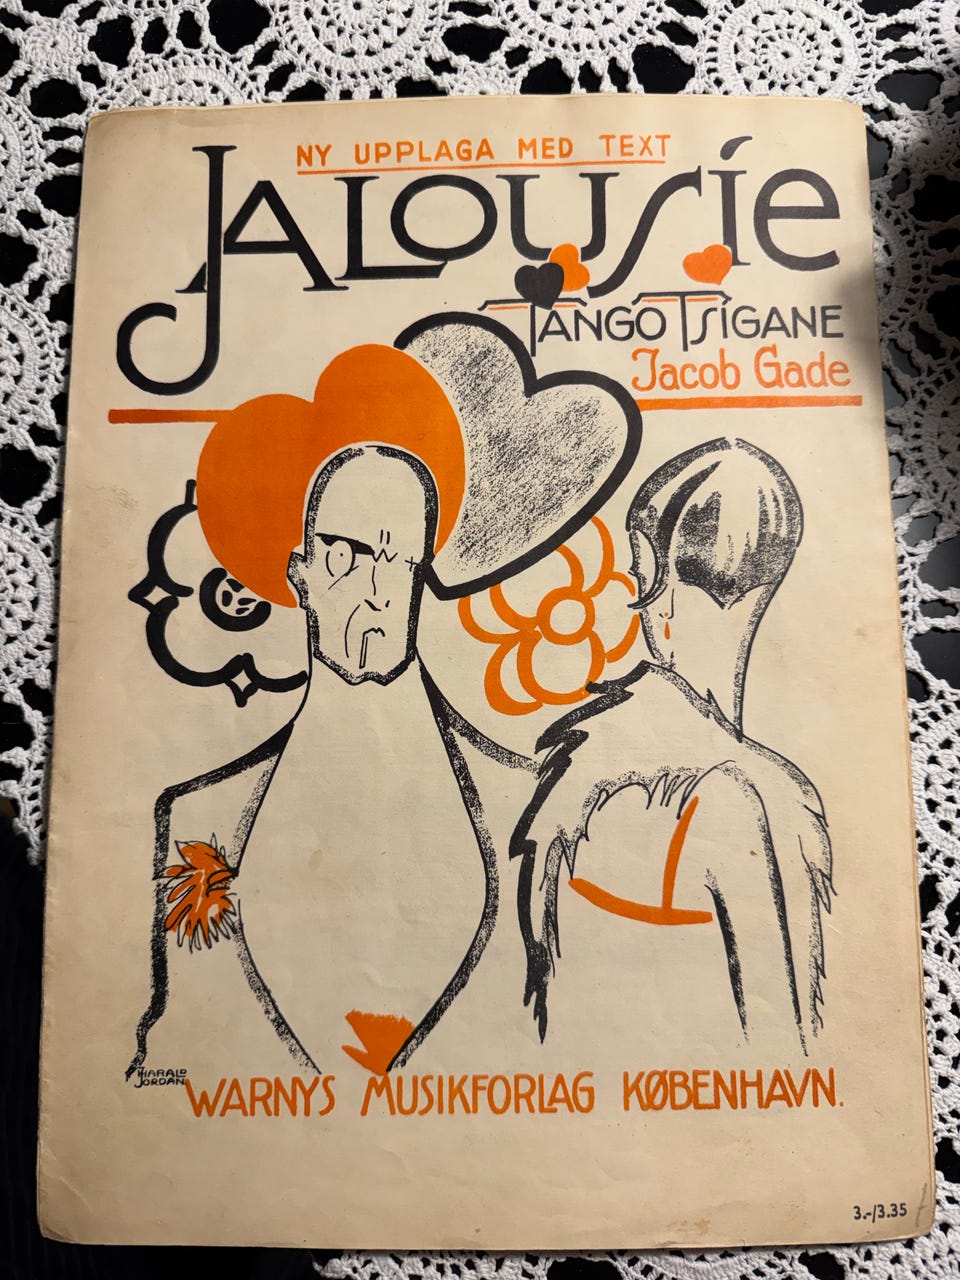 NY UPPLAGA MED TEXT
JALOUSIE
TANGO TSIGANE
Jacob Gade
HARALD
JORDAN.
WARNYS MUSIKFORLAG KØBENHAVN.
3.-/3.35